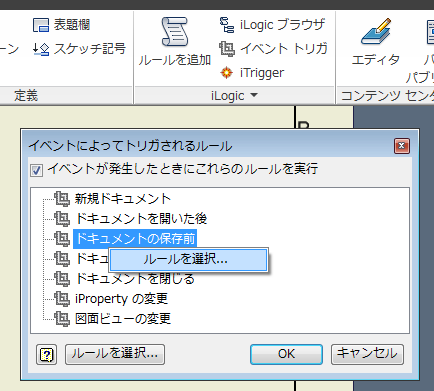 表題欄
スケッチ記号
ーン
定義
ルールを追加
iLogic ブラウザ
イベント トリガ
iTrigger
iLogic
エディタ
パ
パブリ
コンテンツ センタ
イベントによってトリガされるルール
イベントが発生したときにこれらのルールを実行
新規ドキュメント
ドキュメントを開いた後
ドキュメントの保存前
ドキュ
ルールを選択...
ドキュメントを閉じる
iProperty の変更
図面ビューの変更
ルールを選択...
OK
キャンセル